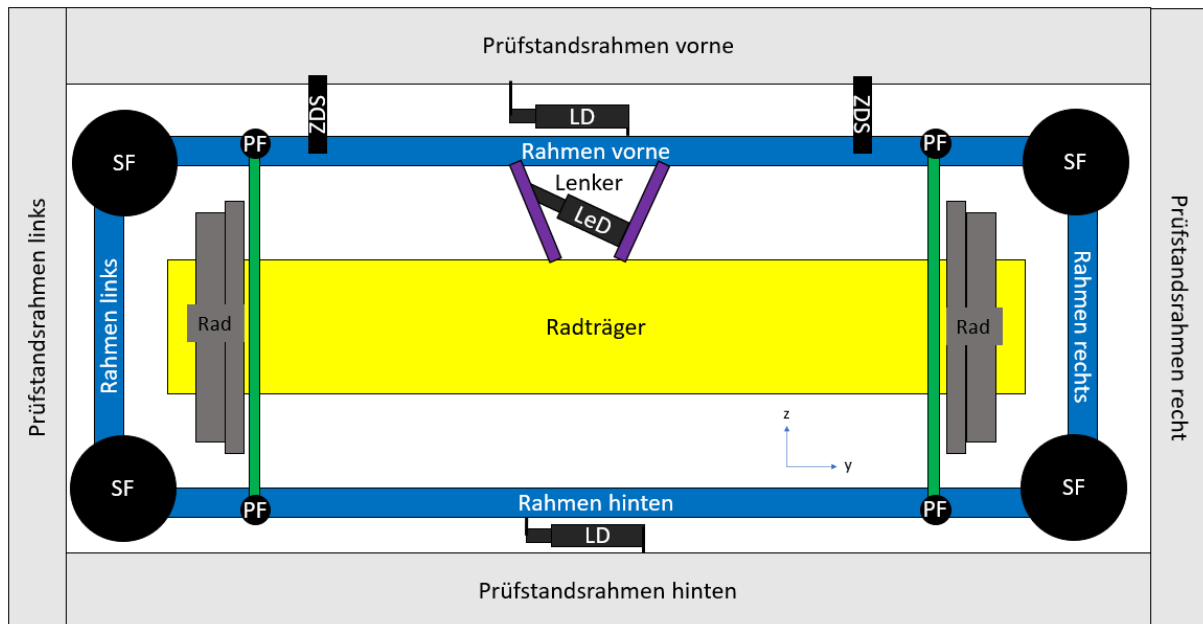 Prüfstandsrahmen vorne
Prüfstandsrahmen links
Prüfstandsrahmen recht
ZDS
LD
ZDS
SF
PF
Rahmen vorne
PF
SF
Lenker
LeD
Rahmen links
Rad
Radträger
Rad
Rahmen rechts
z
y
SF
PF
Rahmen hinten
PF
SF
LD
Prüfstandsrahmen hinten